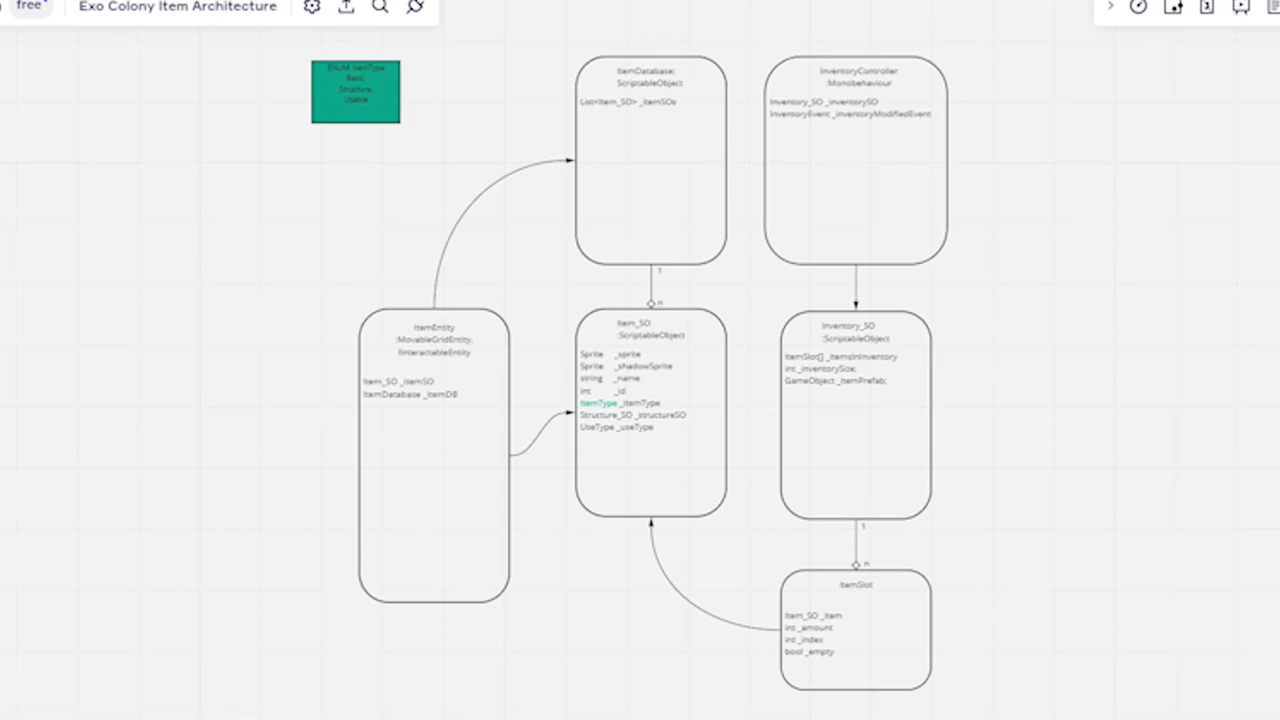 free
Exo Colony Item Architecture
ENUM ItemType
Basic,
Structure,
Usable
ItemDatabase:
ScriptableObject
List<Item_SO> _itemSOs
InventoryController
:Monobehaviour
Inventory_SO _inventorySO
InventoryEvent _inventoryModifiedEvent
1
n
ItemEntity
:MovableGridEntity,
IInteractableEntity
Item_SO _itemSO
ItemDatabase _itemDB
Item_SO
:ScriptableObject
Sprite _sprite
Sprite _shadowSprite
string _name
int _id
ItemType _itemType
Structure_SO _structureSO
UseType _useType
Inventory_SO
:ScriptableObject
ItemSlot[] _itemsInInventory
int _inventorySize;
GameObject _itemPrefab;
1
n
ItemSlot
Item_SO _item
int _amount
int _index
bool _empty